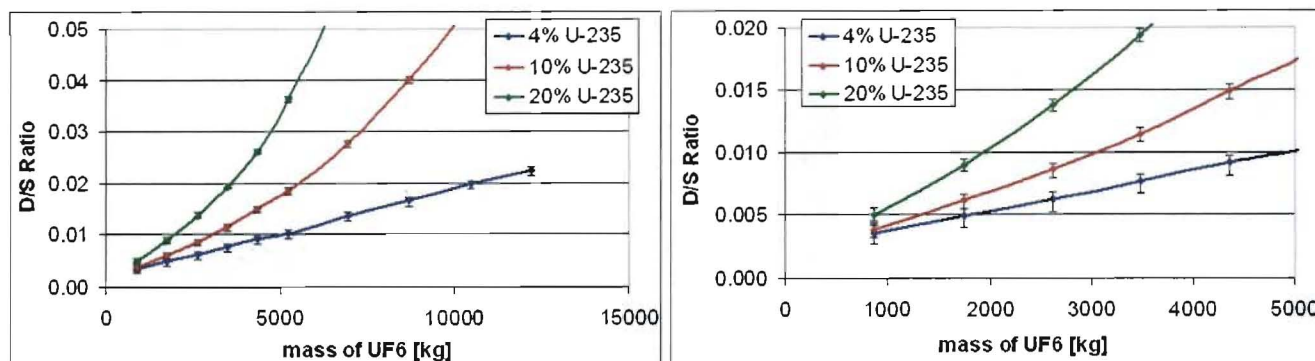 0.05
0.04
0.03
0.02
0.01
0.00
D/S Ratio
4% U-235
10% U-235
20% U-235
0
5000
10000
15000
mass of UF6 [kg]
0.020
0.015
0.010
0.005
0.000
D/S Ratio
4% U-235
10% U-235
20% U-235
0
1000
2000
3000
4000
5000
mass of UF6 [kg]